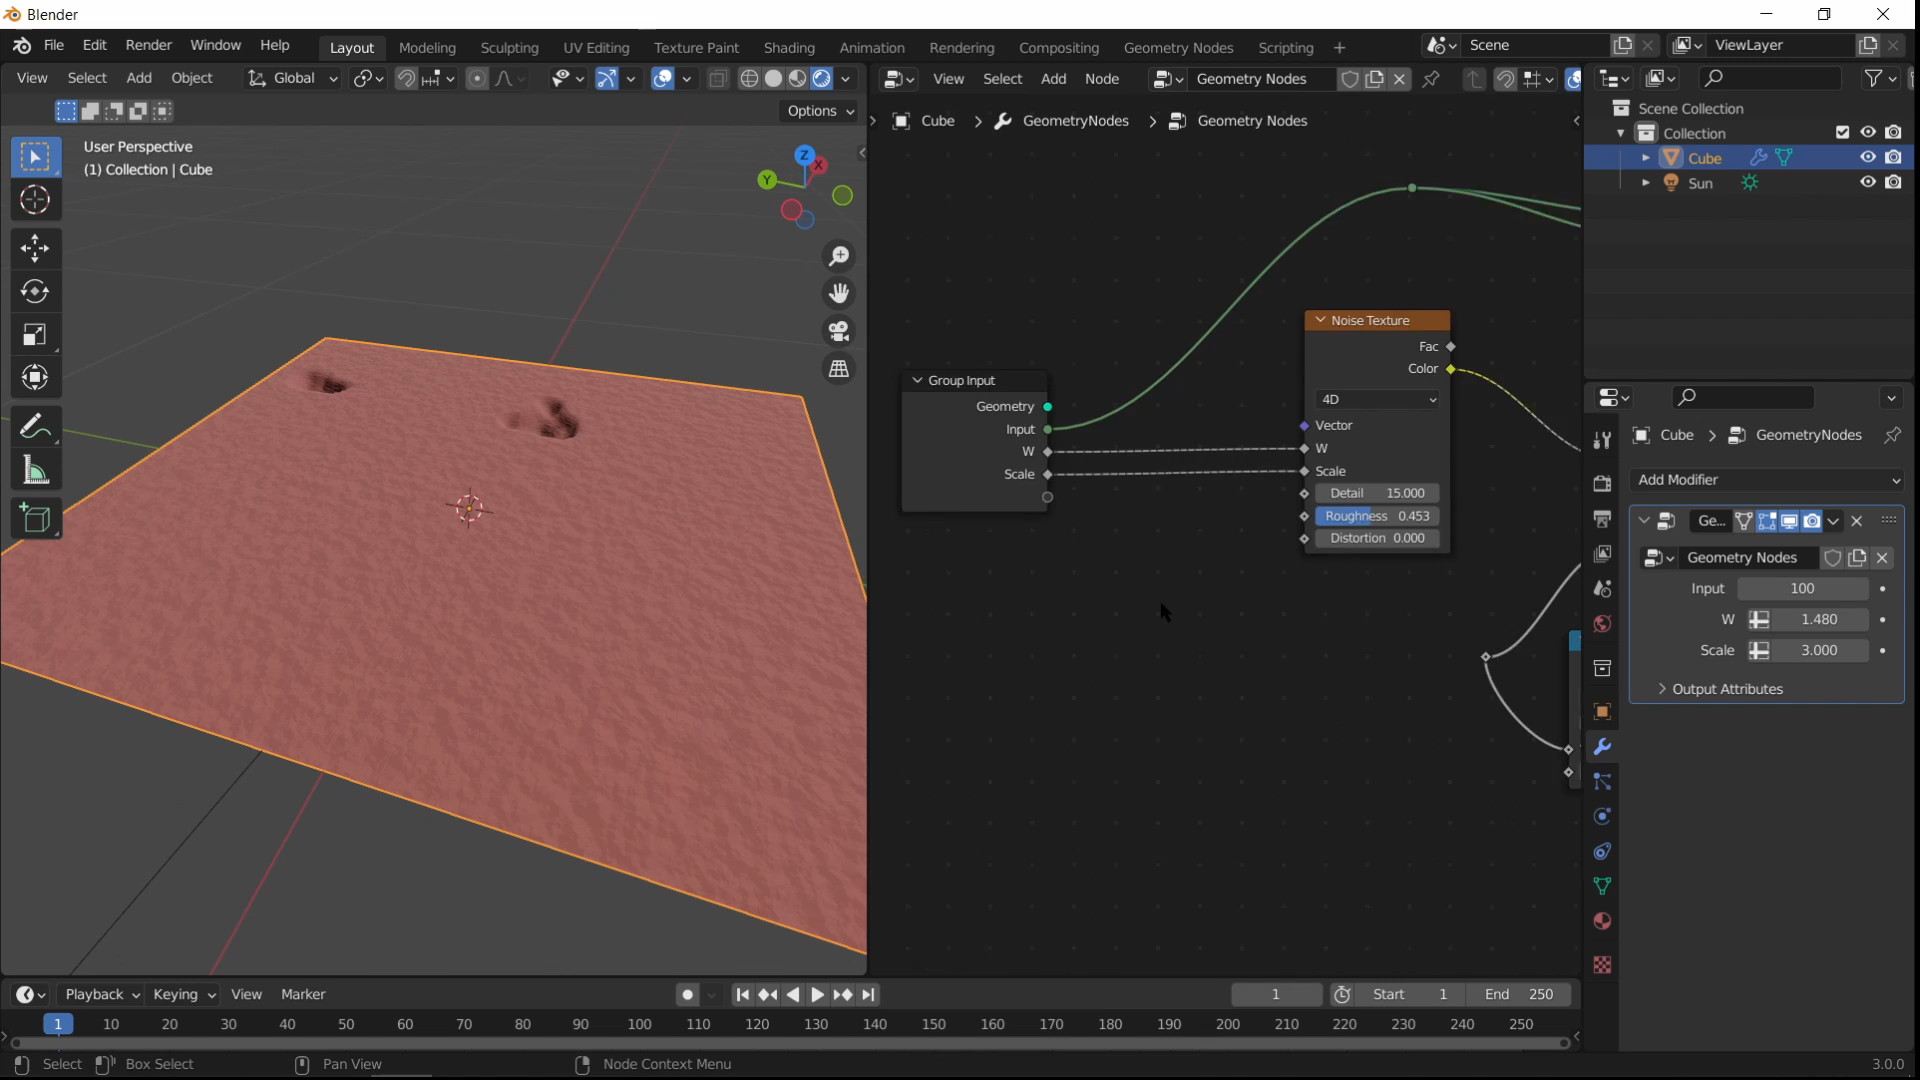 Blender
File Edit Render Window Help Layout Modeling Sculpting UV Editing Texture Paint Shading Animation Rendering Compositing Geometry Nodes Scripting + Scene ViewLayer
View Select Add Object Global
Options
User Perspective
(1) Collection | Cube
Z
X
Y
View Select Add Node Geometry Nodes
Cube > GeometryNodes > Geometry Nodes
Group Input
Geometry
Input
W
Scale
Noise Texture
Fac
Color
4D
Vector
W
Scale
Detail 15.000
Roughness 0.453
Distortion 0.000
Scene Collection
Collection
Cube
Sun
Cube > GeometryNodes
Add Modifier
Ge...
Geometry Nodes
Input 100
W 1.480
Scale 3.000
Output Attributes
Playback Keying View Marker 1 Start 1 End 250
1 10 20 30 40 50 60 70 80 90 100 110 120 130 140 150 160 170 180 190 200 210 220 230 240 250
Select Box Select Pan View Node Context Menu 3.0.0